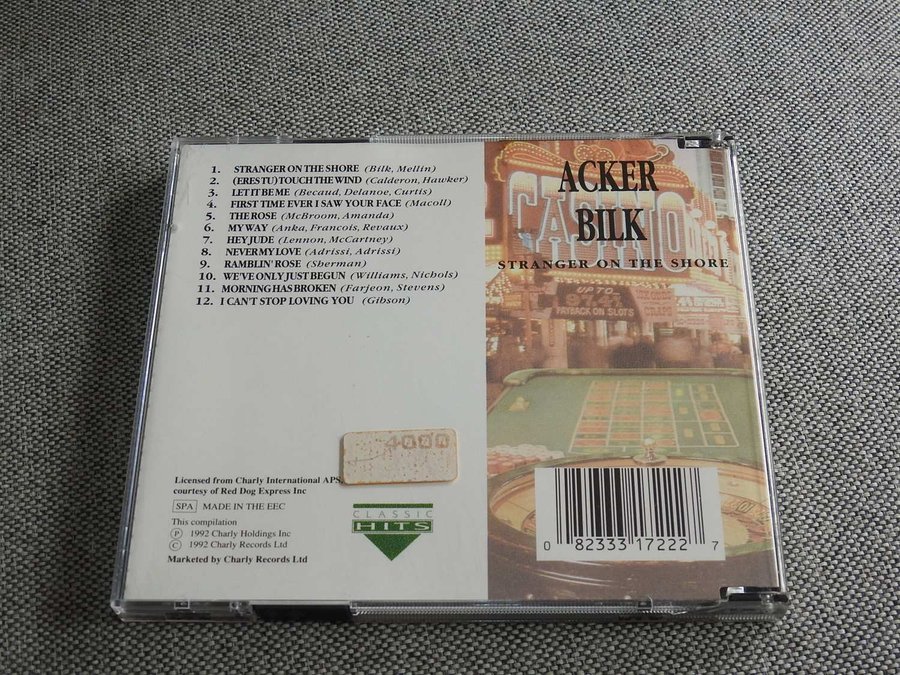 1. STRANGER ON THE SHORE (Bilk, Mellin)
2. (ERES TU) TOUCH THE WIND (Calderon, Hawker)
3. LET IT BE ME (Becaud, Delanoe, Curtis)
4. FIRST TIME EVER I SAW YOUR FACE (Macoll)
5. THE ROSE (McBroom, Amanda)
6. MY WAY (Anka, Francois, Revaux)
7. HEY JUDE (Lennon, McCartney)
8. NEVER MY LOVE (Adrissi, Adrissi)
9. RAMBLIN' ROSE (Sherman)
10. WE'VE ONLY JUST BEGUN (Williams, Nichols)
11. MORNING HAS BROKEN (Farjeon, Stevens)
12. I CAN'T STOP LOVING YOU (Gibson)
4000
Licensed from Charly International APS,
courtesy of Red Dog Express Inc
SPA MADE IN THE EEC
This compilation
Ⓟ 1992 Charly Holdings Inc
© 1992 Charly Records Ltd
Marketed by Charly Records Ltd
CLASSIC
HITS
ACKER
BILK
STRANGER ON THE SHORE
CASINO
UP TO
97.4%
PAYBACK ON SLOTS
CRAPS
0 82333 17222 7